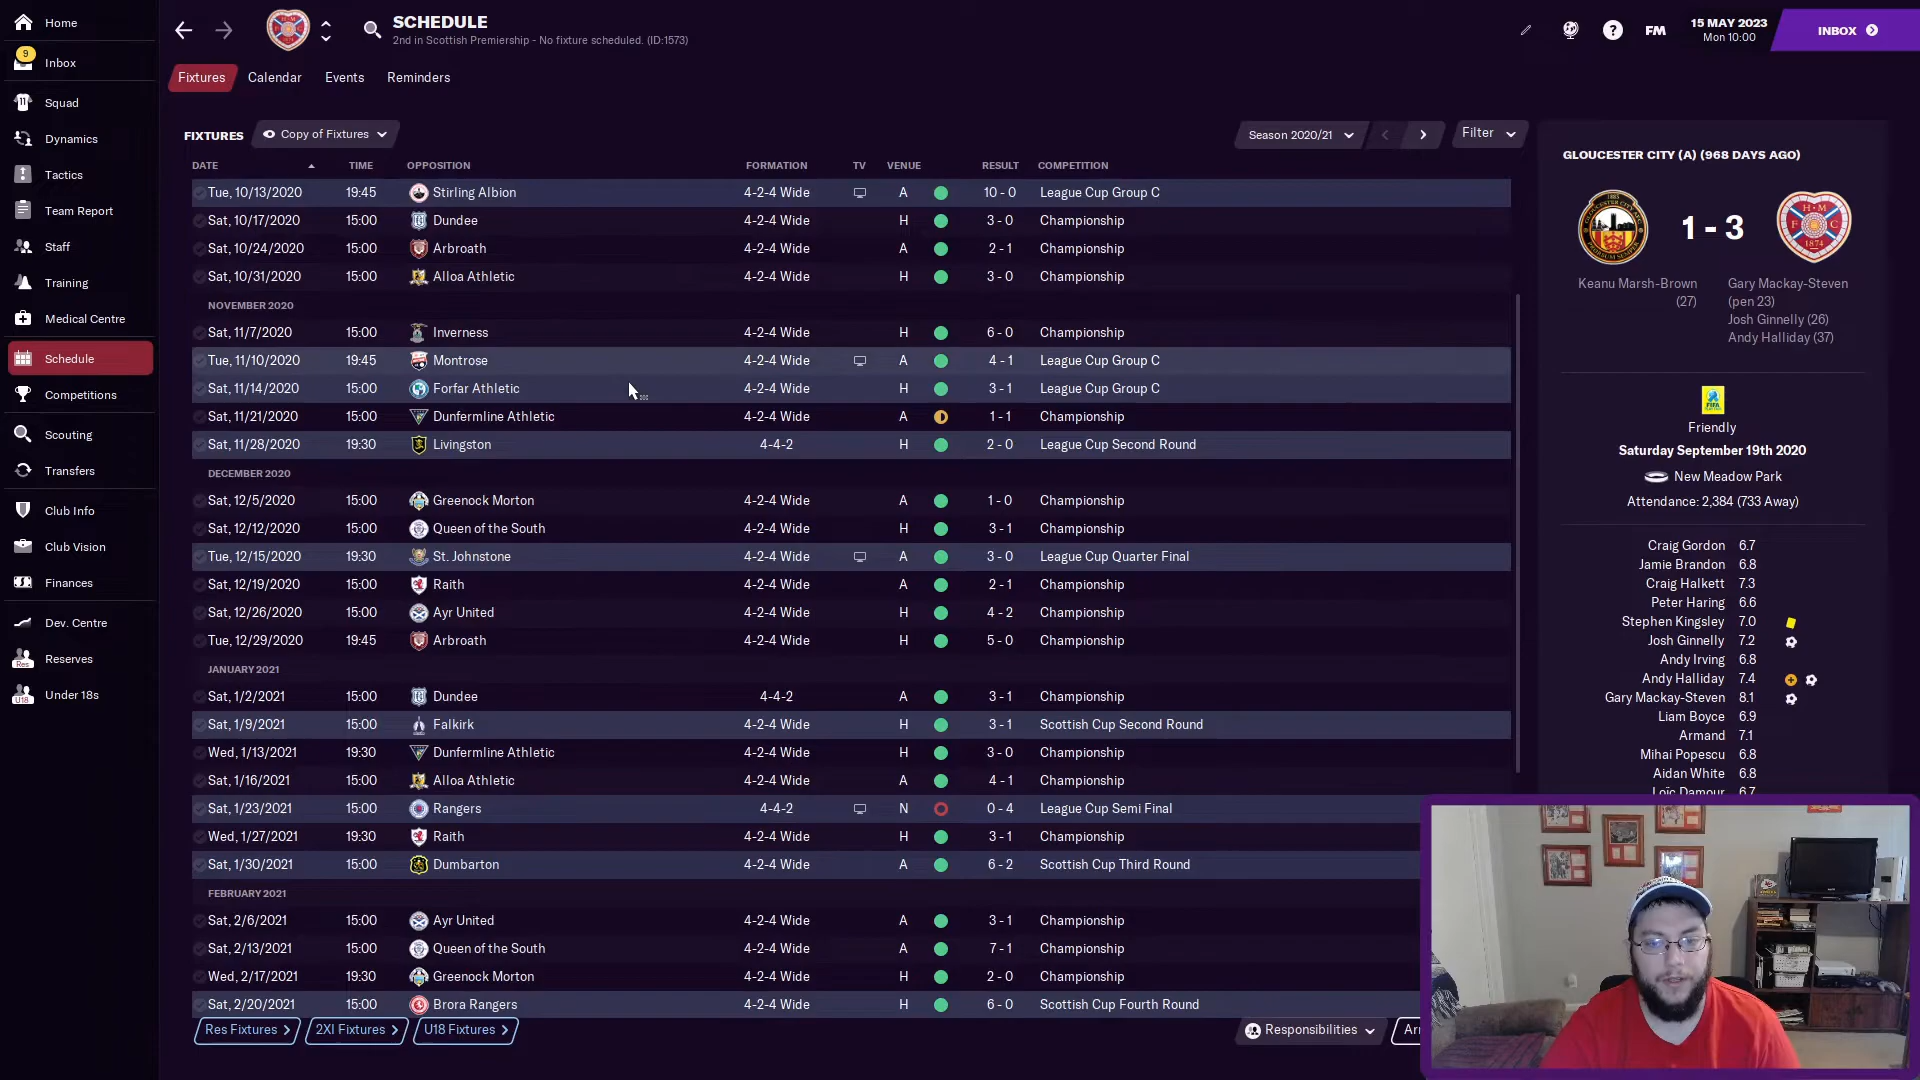 Home
SCHEDULE
2nd in Scottish Premiership - No fixture scheduled. (ID:1573)
FM
15 MAY 2023
Mon 10:00
INBOX
9
Inbox
Fixtures Calendar Events Reminders
Squad
Dynamics
Tactics
Team Report
Staff
Training
Medical Centre
Schedule
Competitions
Scouting
Transfers
Club Info
Club Vision
Finances
Dev. Centre
Res
Reserves
U18
Under 18s
FIXTURES Copy of Fixtures Season 2020/21 Filter
DATE TIME OPPOSITION FORMATION TV VENUE RESULT COMPETITION
Tue, 10/13/2020 19:45 Stirling Albion 4-2-4 Wide A 10 - 0 League Cup Group C
Sat, 10/17/2020 15:00 Dundee 4-2-4 Wide H 3 - 0 Championship
Sat, 10/24/2020 15:00 Arbroath 4-2-4 Wide A 2 - 1 Championship
Sat, 10/31/2020 15:00 Alloa Athletic 4-2-4 Wide H 3 - 0 Championship
NOVEMBER 2020
Sat, 11/7/2020 15:00 Inverness 4-2-4 Wide H 6 - 0 Championship
Tue, 11/10/2020 19:45 Montrose 4-2-4 Wide A 4 - 1 League Cup Group C
Sat, 11/14/2020 15:00 Forfar Athletic 4-2-4 Wide H 3 - 1 League Cup Group C
Sat, 11/21/2020 15:00 Dunfermline Athletic 4-2-4 Wide A 1 - 1 Championship
Sat, 11/28/2020 19:30 Livingston 4-4-2 H 2 - 0 League Cup Second Round
DECEMBER 2020
Sat, 12/5/2020 15:00 Greenock Morton 4-2-4 Wide A 1 - 0 Championship
Sat, 12/12/2020 15:00 Queen of the South 4-2-4 Wide H 3 - 1 Championship
Tue, 12/15/2020 19:30 St. Johnstone 4-2-4 Wide A 3 - 0 League Cup Quarter Final
Sat, 12/19/2020 15:00 Raith 4-2-4 Wide A 2 - 1 Championship
Sat, 12/26/2020 15:00 Ayr United 4-2-4 Wide H 4 - 2 Championship
Tue, 12/29/2020 19:45 Arbroath 4-2-4 Wide H 5 - 0 Championship
JANUARY 2021
Sat, 1/2/2021 15:00 Dundee 4-4-2 A 3 - 1 Championship
Sat, 1/9/2021 15:00 Falkirk 4-2-4 Wide H 3 - 1 Scottish Cup Second Round
Wed, 1/13/2021 19:30 Dunfermline Athletic 4-2-4 Wide H 3 - 0 Championship
Sat, 1/16/2021 15:00 Alloa Athletic 4-2-4 Wide A 4 - 1 Championship
Sat, 1/23/2021 15:00 Rangers 4-4-2 N 0 - 4 League Cup Semi Final
Wed, 1/27/2021 19:30 Raith 4-2-4 Wide H 3 - 1 Championship
Sat, 1/30/2021 15:00 Dumbarton 4-2-4 Wide A 6 - 2 Scottish Cup Third Round
FEBRUARY 2021
Sat, 2/6/2021 15:00 Ayr United 4-2-4 Wide A 3 - 1 Championship
Sat, 2/13/2021 15:00 Queen of the South 4-2-4 Wide A 7 - 1 Championship
Wed, 2/17/2021 19:30 Greenock Morton 4-2-4 Wide H 2 - 0 Championship
Sat, 2/20/2021 15:00 Brora Rangers 4-2-4 Wide H 6 - 0 Scottish Cup Fourth Round
Res Fixtures 2XI Fixtures U18 Fixtures Responsibilities
GLOUCESTER CITY (A) (968 DAYS AGO)
1 - 3
Keanu Marsh-Brown
(27)
Gary Mackay-Steven
(pen 23)
Josh Ginnelly (26)
Andy Halliday (37)
FIFA
Friendly
Saturday September 19th 2020
New Meadow Park
Attendance: 2,384 (733 Away)
Craig Gordon 6.7
Jamie Brandon 6.8
Craig Halkett 7.3
Peter Haring 6.6
Stephen Kingsley 7.0
Josh Ginnelly 7.2
Andy Irving 6.8
Andy Halliday 7.4
Gary Mackay-Steven 8.1
Liam Boyce 6.9
Armand 7.1
Mihai Popescu 6.8
Aidan White 6.8
Loïc Damour 6.7